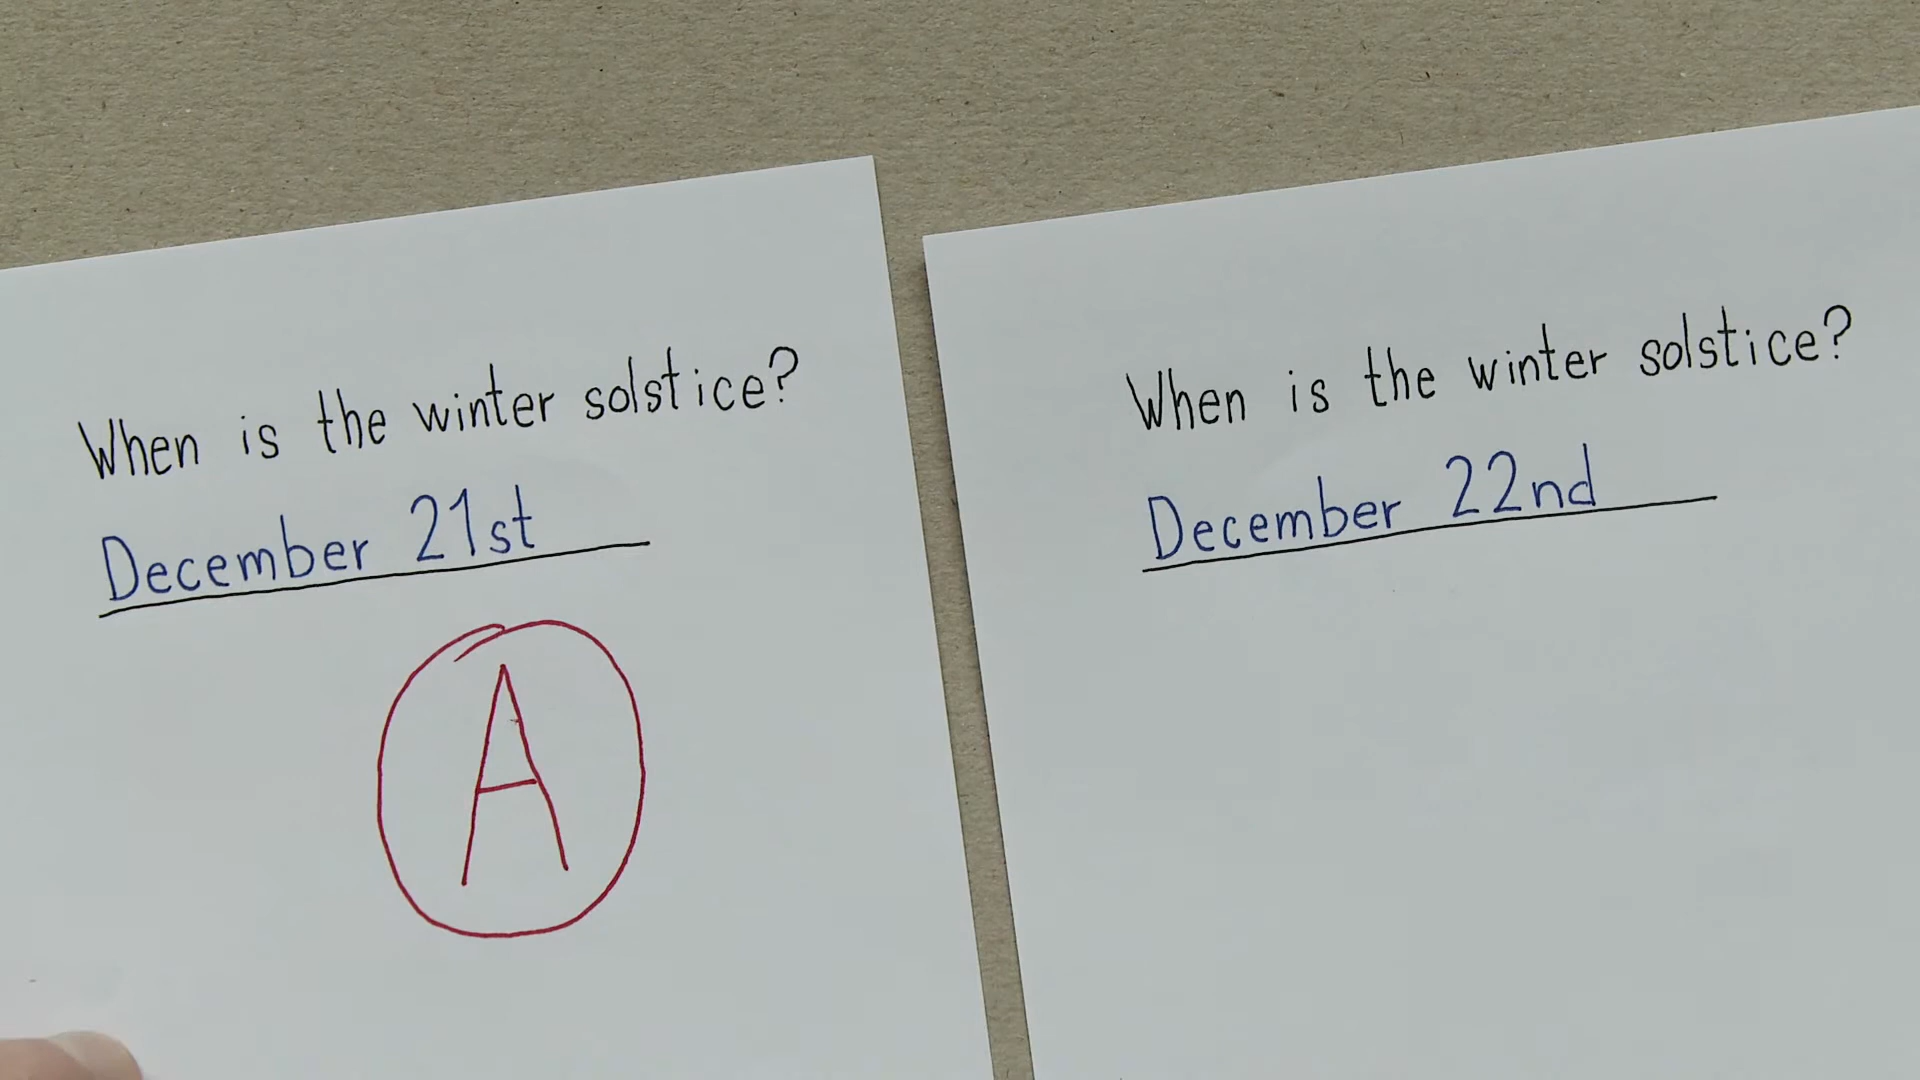 When is the winter solstice?
December 21st
A
When is the winter solstice?
December 22nd